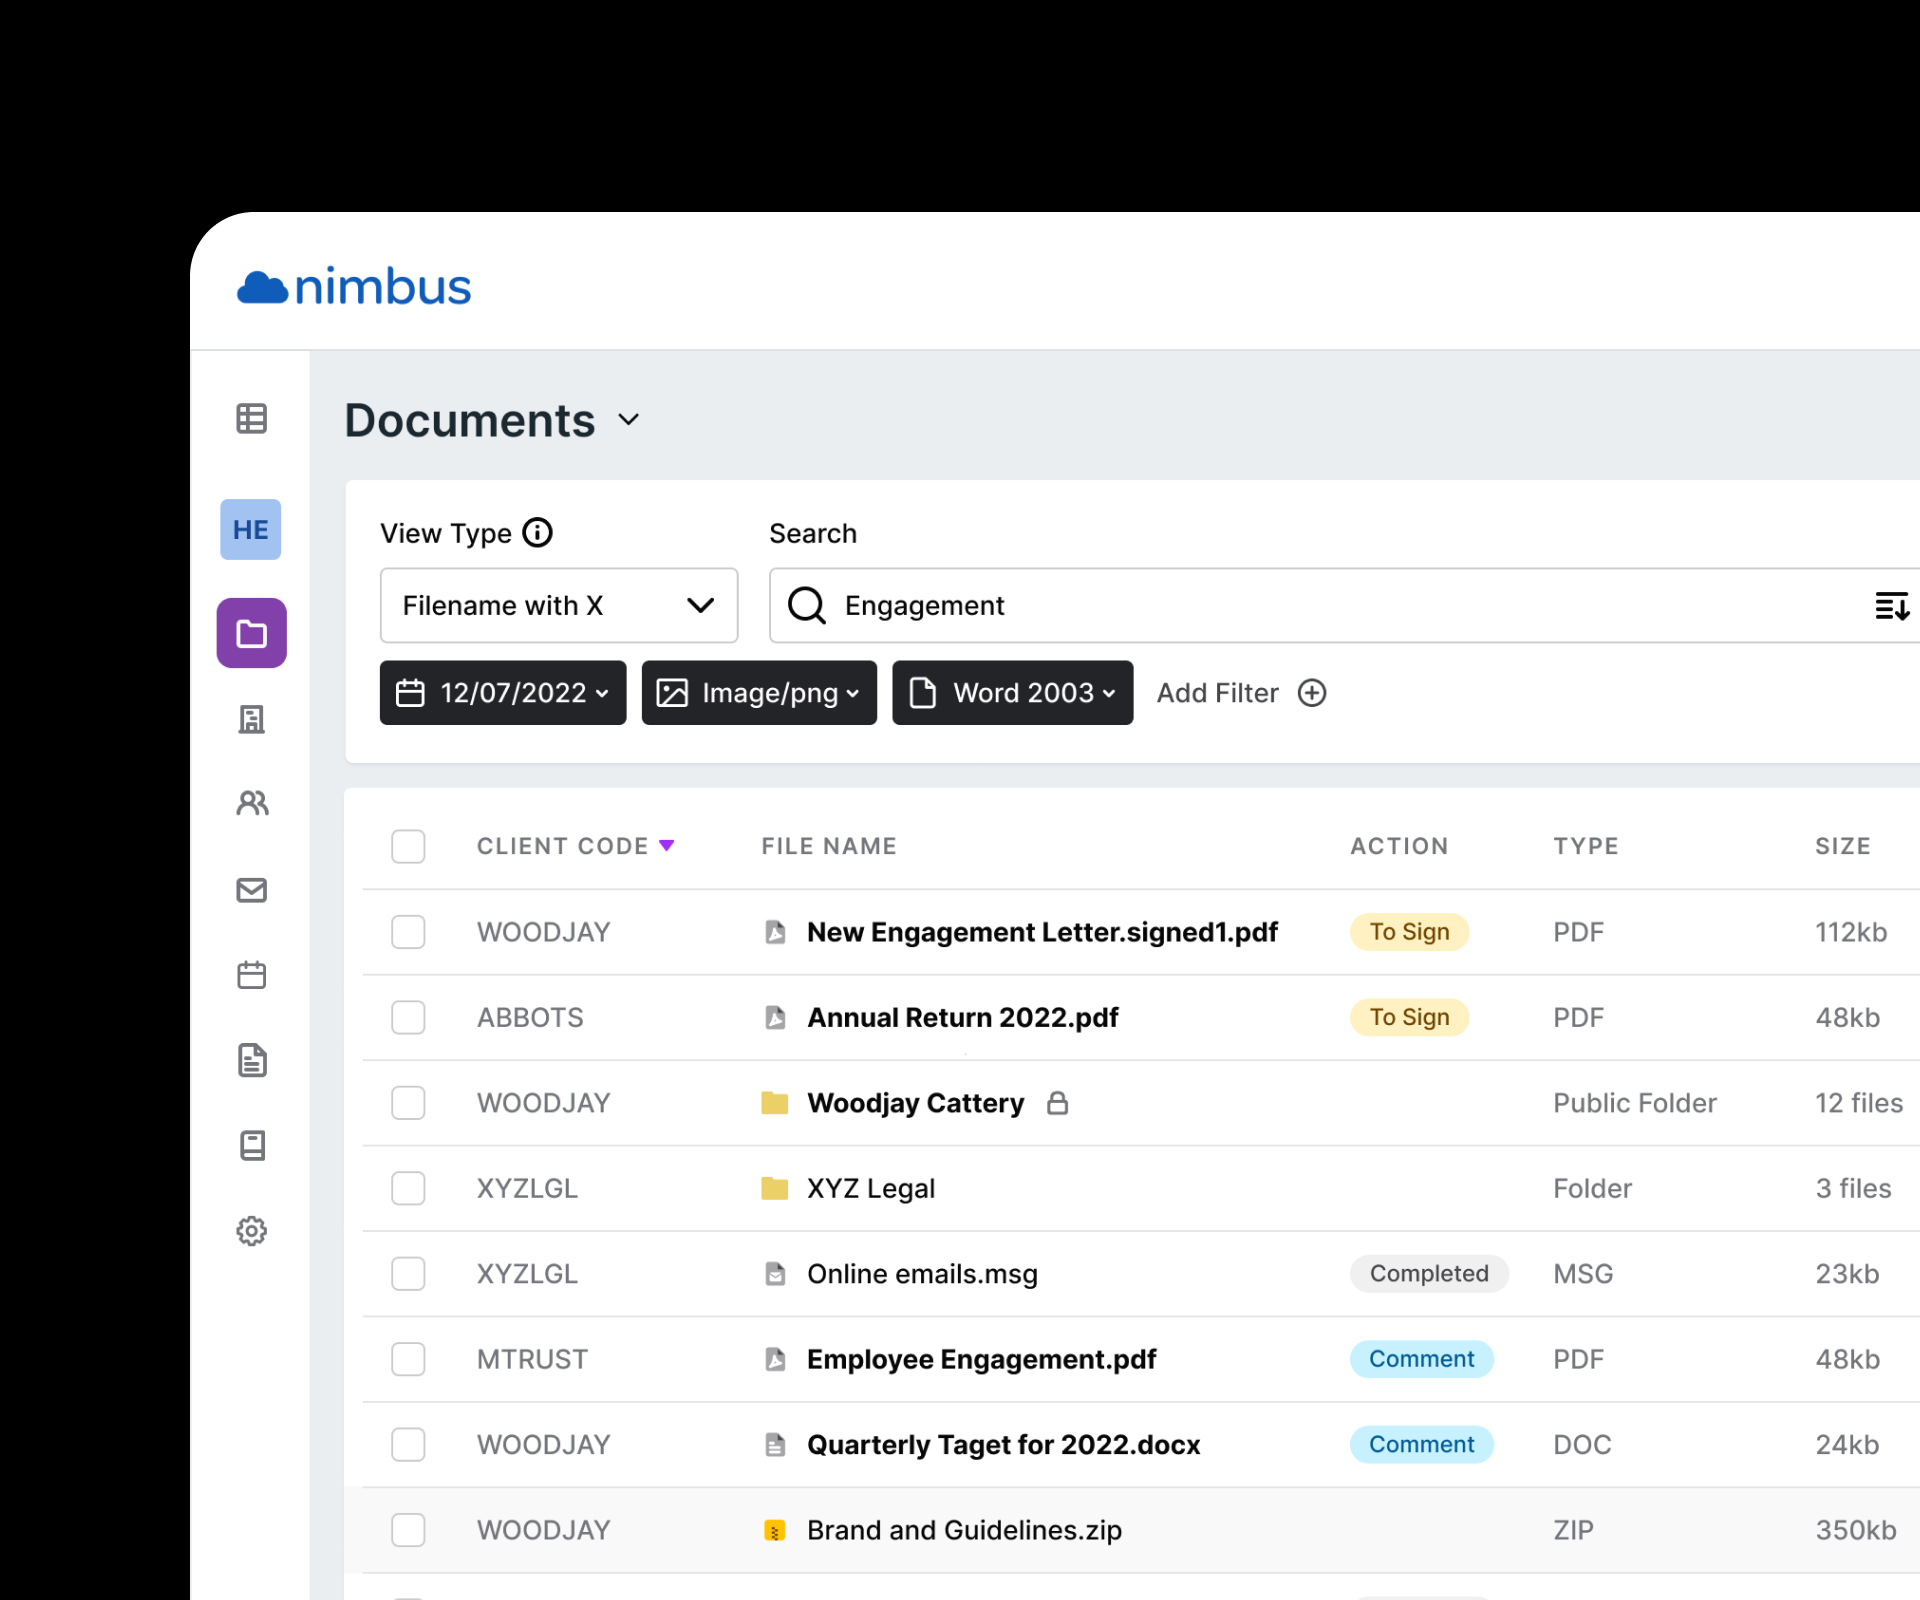 nimbus
Documents
HE
View Type
Search
Filename with X
Engagement
12/07/2022
Image/png
Word 2003
Add Filter
CLIENT CODE FILE NAME ACTION TYPE SIZE
WOODJAY New Engagement Letter.signed1.pdf To Sign PDF 112kb
ABBOTS Annual Return 2022.pdf To Sign PDF 48kb
WOODJAY Woodjay Cattery Public Folder 12 files
XYZLGL XYZ Legal Folder 3 files
XYZLGL Online emails.msg Completed MSG 23kb
MTRUST Employee Engagement.pdf Comment PDF 48kb
WOODJAY Quarterly Taget for 2022.docx Comment DOC 24kb
WOODJAY Brand and Guidelines.zip ZIP 350kb